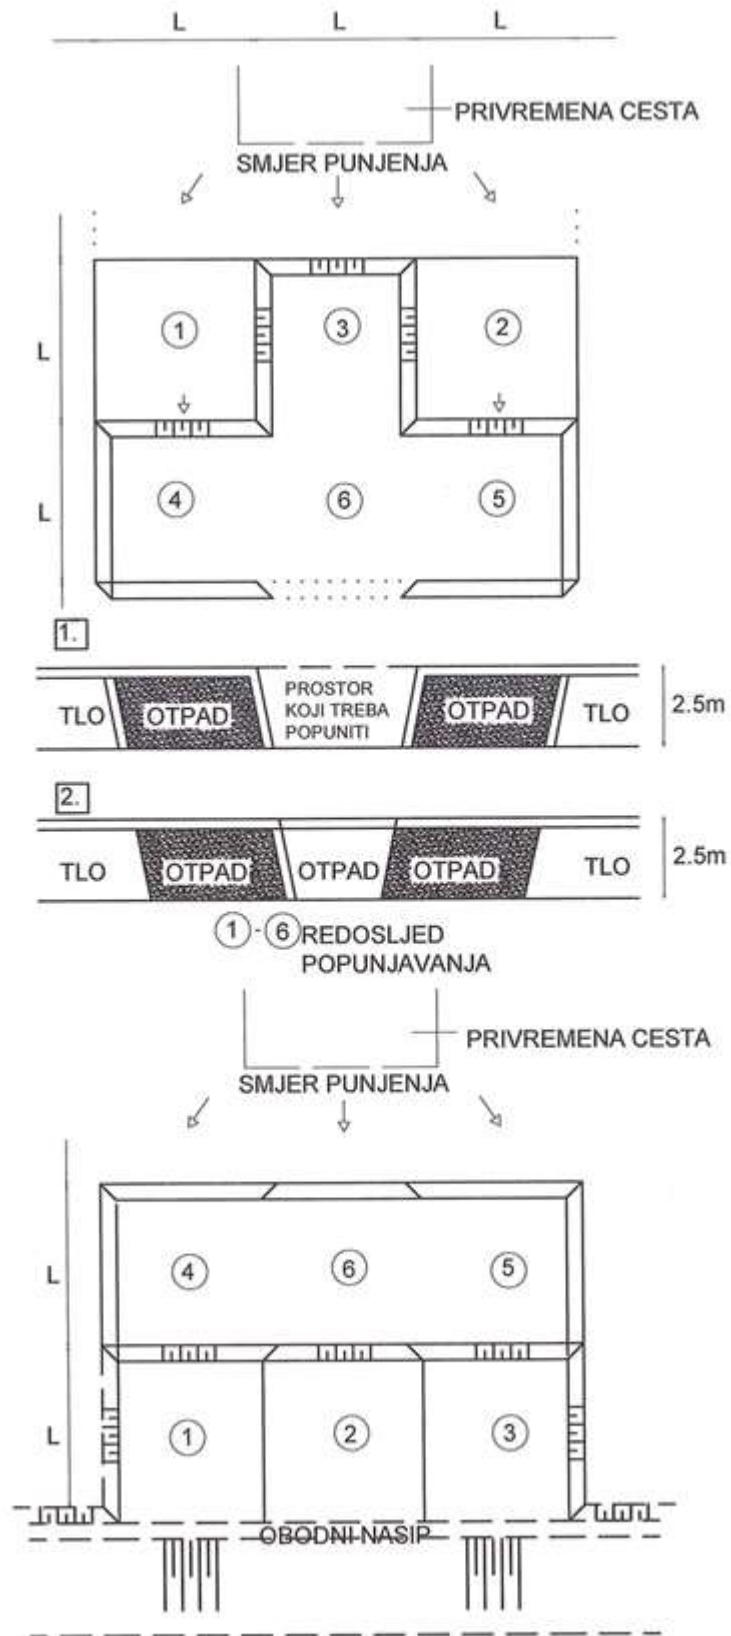 L L L
PRIVREMENA CESTA
SMJER PUNJENJA
L
1 3 2
L
4 6 5
1.
TLO OTPAD PROSTOR KOJI TREBA POPUNITI OTPAD TLO 2.5m
2.
TLO OTPAD OTPAD OTPAD TLO 2.5m
1 - 6 REDOSLJED
POPUNJAVANJA
PRIVREMENA CESTA
SMJER PUNJENJA
L
4 6 5
L
1 2 3
OBODNI NASIP